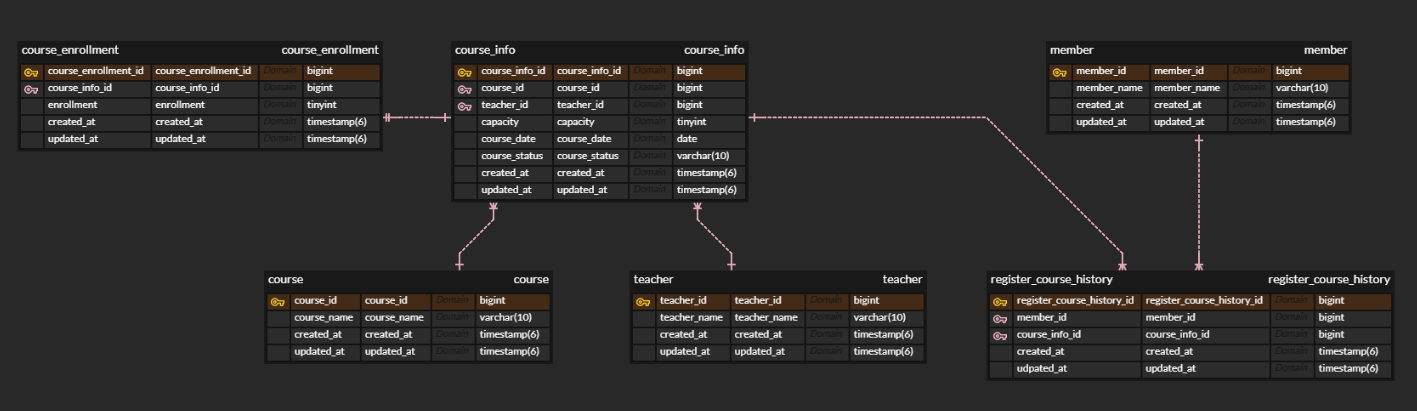 course_enrollment course_enrollment
course_enrollment_id course_enrollment_id Domain bigint
course_info_id course_info_id Domain bigint
enrollment enrollment Domain tinyint
created_at created_at Domain timestamp(6)
updated_at updated_at Domain timestamp(6)
course_info course_info
course_info_id course_info_id Domain bigint
course_id course_id Domain bigint
teacher_id teacher_id Domain bigint
capacity capacity Domain tinyint
course_date course_date Domain date
course_status course_status Domain varchar(10)
created_at created_at Domain timestamp(6)
updated_at updated_at Domain timestamp(6)
member member
member_id member_id Domain bigint
member_name member_name Domain varchar(10)
created_at created_at Domain timestamp(6)
updated_at updated_at Domain timestamp(6)
course course
course_id course_id Domain bigint
course_name course_name Domain varchar(10)
created_at created_at Domain timestamp(6)
updated_at updated_at Domain timestamp(6)
teacher teacher
teacher_id teacher_id Domain bigint
teacher_name teacher_name Domain varchar(10)
created_at created_at Domain timestamp(6)
updated_at updated_at Domain timestamp(6)
register_course_history register_course_history
register_course_history_id register_course_history_id Domain bigint
member_id member_id Domain bigint
course_info_id course_info_id Domain bigint
created_at created_at Domain timestamp(6)
udpated_at updated_at Domain timestamp(6)